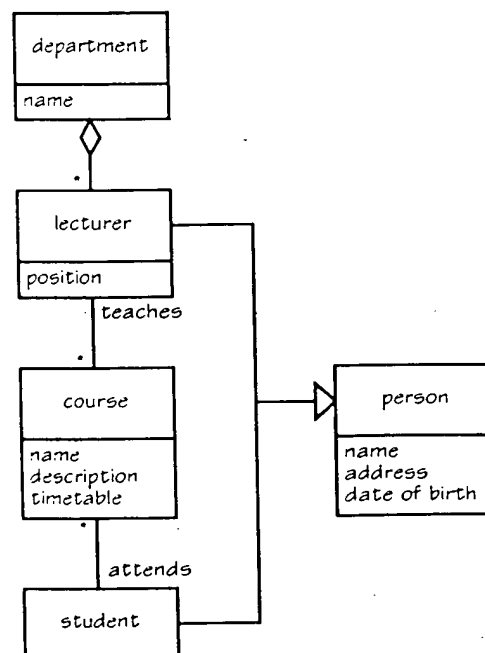 department
name
*
lecturer
position
teaches
*
course
name
description
timetable
*
attends
student
person
name
address
date of birth